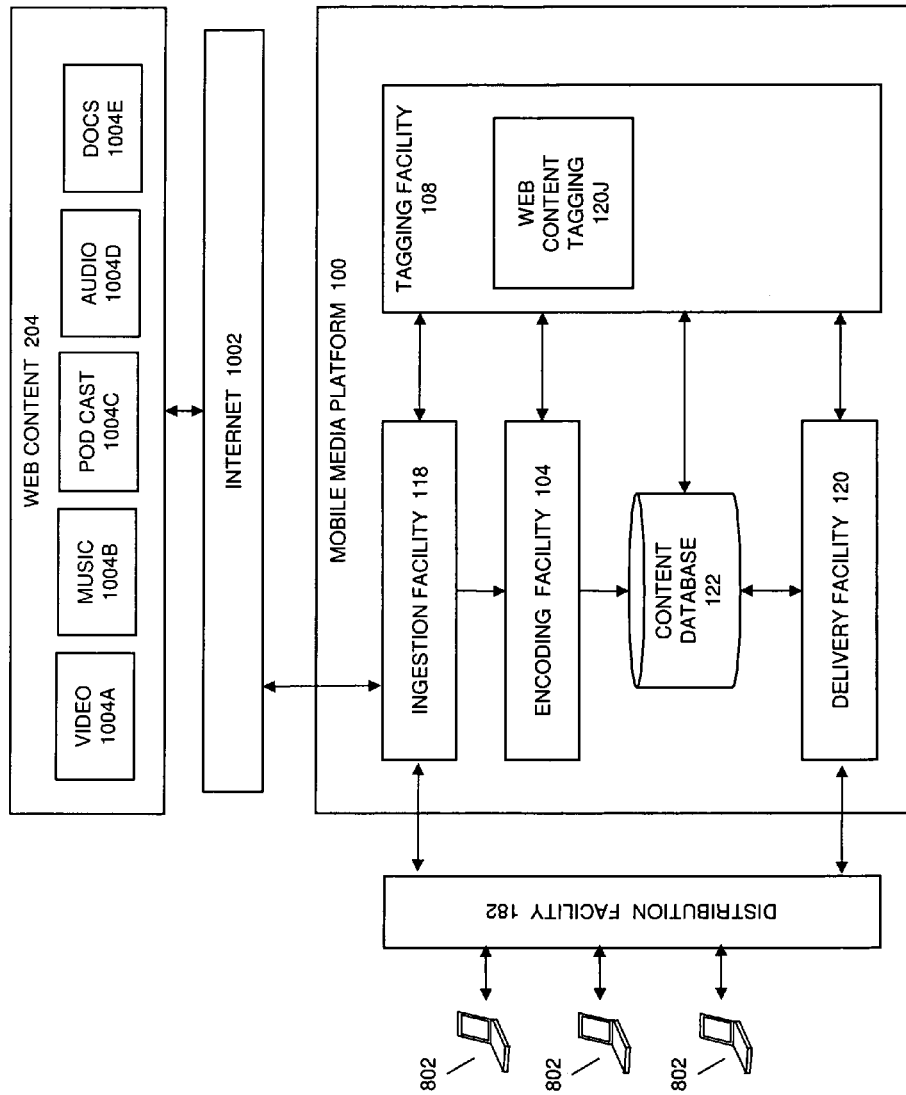 WEB CONTENT 204
VIDEO
1004A
MUSIC
1004B
POD CAST
1004C
AUDIO
1004D
DOCS
1004E
INTERNET 1002
MOBILE MEDIA PLATFORM 100
INGESTION FACILITY 118
ENCODING FACILITY 104
CONTENT
DATABASE
122
DELIVERY FACILITY 120
TAGGING FACILITY
108
WEB
CONTENT
TAGGING
120J
DISTRIBUTION FACILITY 182
802
802
802